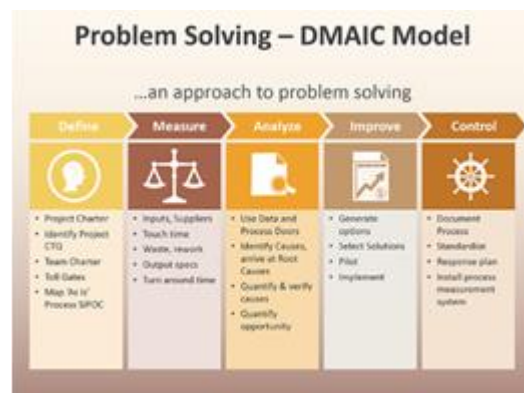 Problem Solving – DMAIC Model
...an approach to problem solving
Define
Measure
Analyze
Improve
Control
• Project Charter
• Identify Project
CTQ
• Team Charter
• Toll Gates
• Map 'As Is'
Process SIPOC
• Inputs, Suppliers
• Touch time
• Waste, rework
• Output specs
• Turn around time
• Use Data and
Process Doors
• Identify Causes,
arrive at Root
Causes
• Quantify & verify
causes
• Quantify
opportunity
• Generate
options
• Select Solutions
• Pilot
• Implement
• Document
Process
• Standardize
• Response plan
• Install process
measurement
system